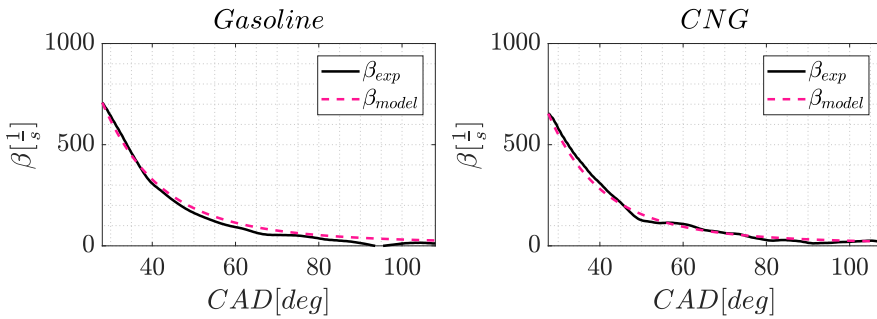 Gasoline
1000
500
0
β[1/s]
40 60 80 100
CAD[deg]
β_exp
β_model
CNG
1000
500
0
β[1/s]
40 60 80 100
CAD[deg]
β_exp
β_model